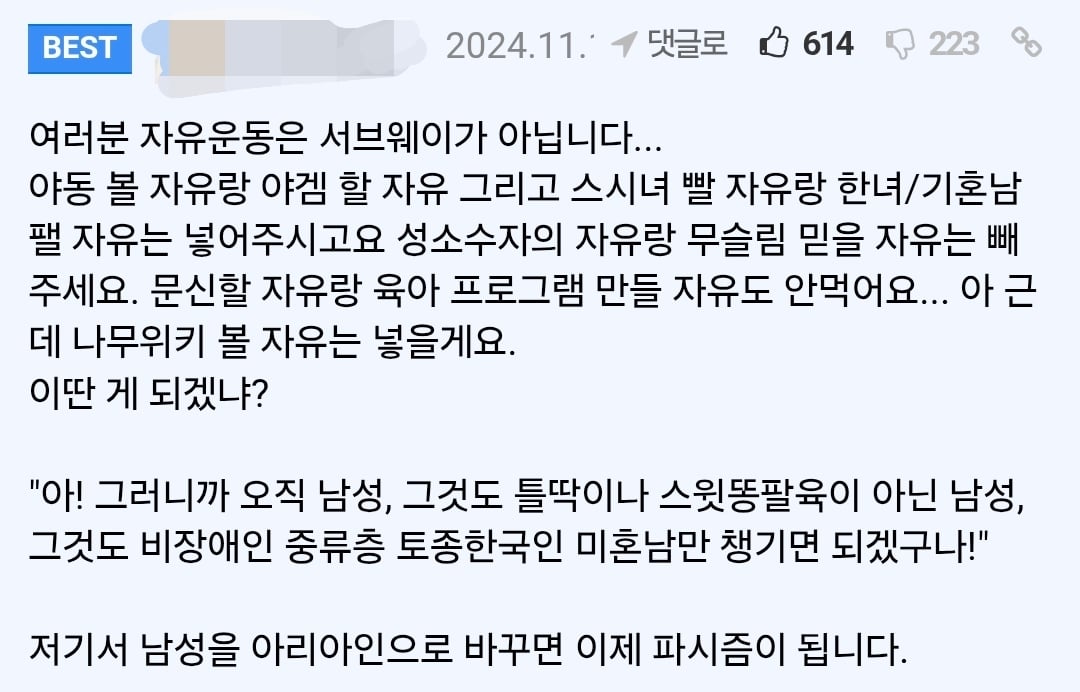 BEST 2024.11. 댓글로 614 223
여러분 자유운동은 서브웨이가 아닙니다...
야동 볼 자유랑 야겜 할 자유 그리고 스시녀 빨 자유랑 한녀/기혼남
팰 자유는 넣어주시고요 성소수자의 자유랑 무슬림 믿을 자유는 빼
주세요. 문신할 자유랑 육아 프로그램 만들 자유도 안먹어요... 아 근
데 나무위키 볼 자유는 넣을게요.
이딴 게 되겠냐?
"아! 그러니까 오직 남성, 그것도 틀딱이나 스윗똥팔육이 아닌 남성,
그것도 비장애인 중류층 토종한국인 미혼남만 챙기면 되겠구나!"
저기서 남성을 아리아인으로 바꾸면 이제 파시즘이 됩니다.